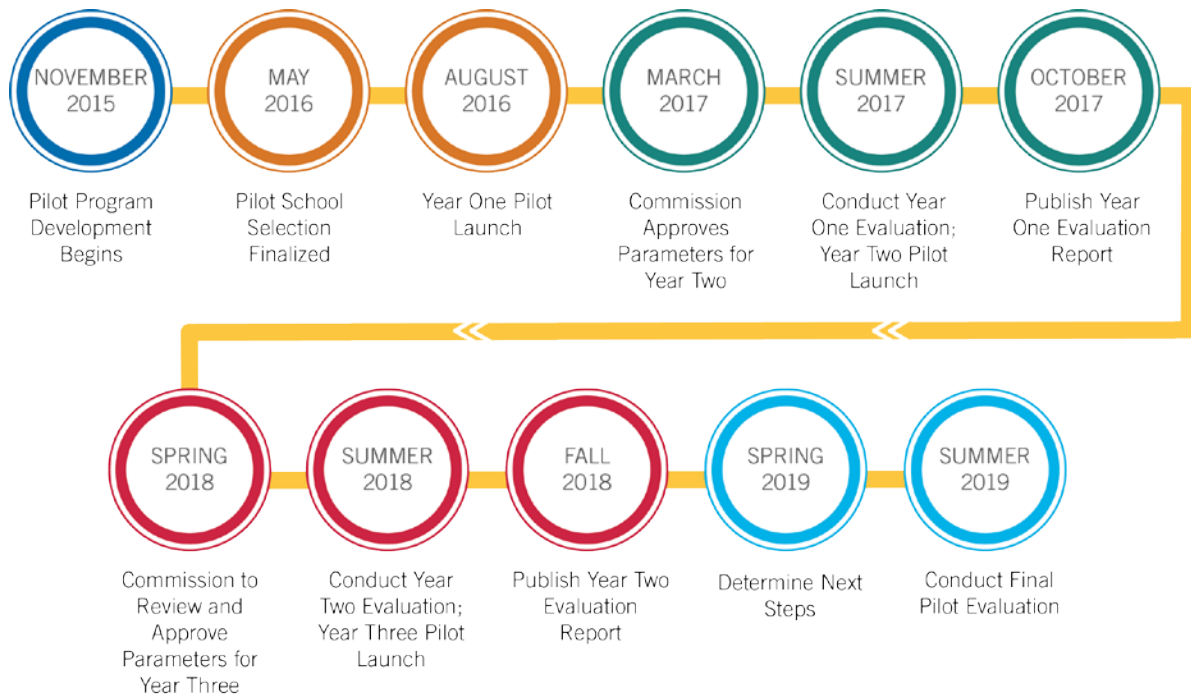 NOVEMBER
2015
MAY
2016
AUGUST
2016
MARCH
2017
SUMMER
2017
OCTOBER
2017
Pilot Program
Development
Begins
Pilot School
Selection
Finalized
Year One Pilot
Launch
Commission
Approves
Parameters for
Year Two
Conduct Year
One Evaluation;
Year Two Pilot
Launch
Publish Year
One Evaluation
Report
SPRING
2018
SUMMER
2018
FALL
2018
SPRING
2019
SUMMER
2019
Commission to
Review and
Approve
Parameters for
Year Three
Conduct Year
Two Evaluation;
Year Three Pilot
Launch
Publish Year Two
Evaluation
Report
Determine Next
Steps
Conduct Final
Pilot Evaluation